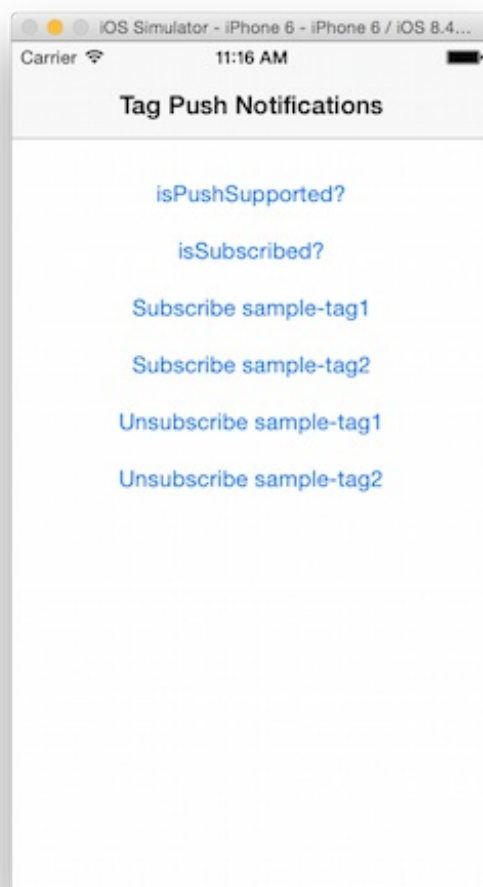 iOS Simulator - iPhone 6 - iPhone 6 / iOS 8.4...
Carrier 11:16 AM
Tag Push Notifications
isPushSupported?
isSubscribed?
Subscribe sample-tag1
Subscribe sample-tag2
Unsubscribe sample-tag1
Unsubscribe sample-tag2